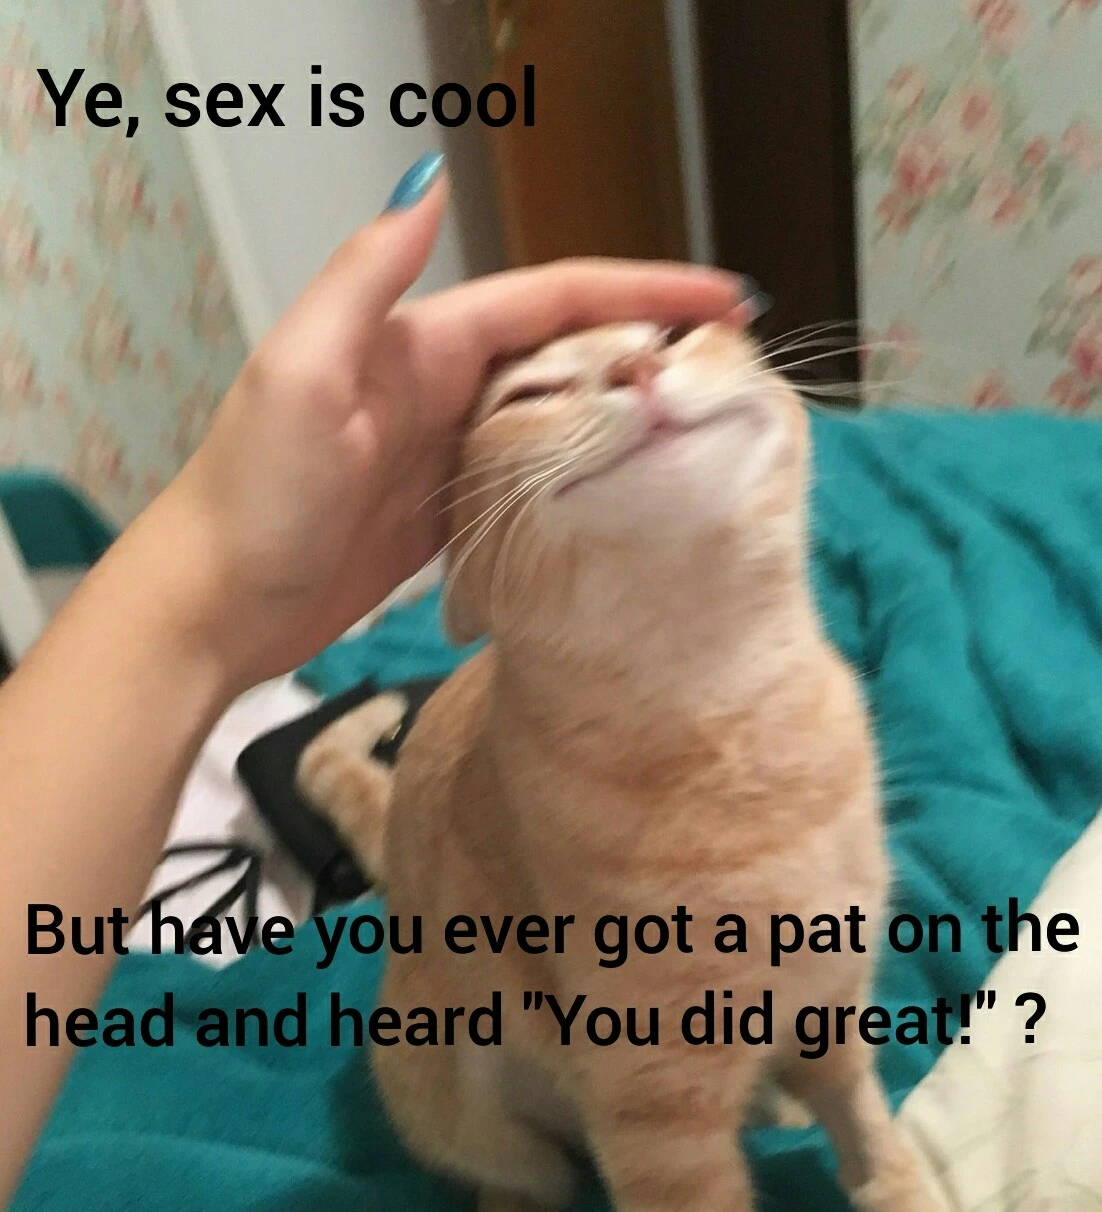 Ye, sex is cool
But have you ever got a pat on the
head and heard "You did great!" ?